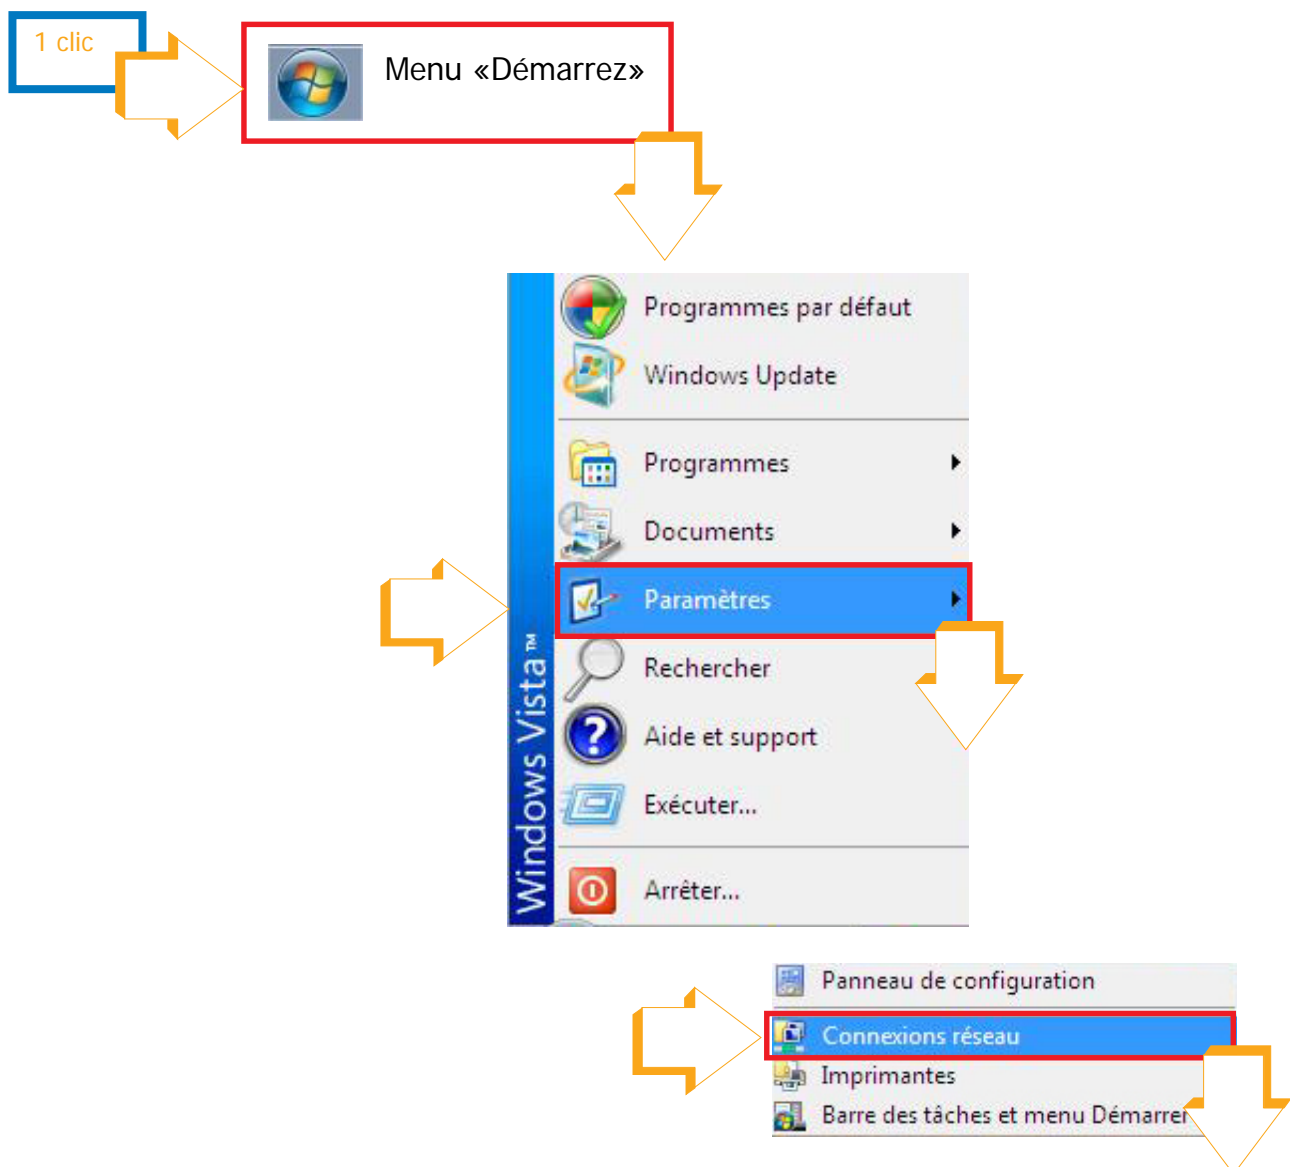 1 clic
Menu «Démarrez»
Programmes par défaut
Windows Update
Programmes
Documents
Paramètres
Rechercher
Aide et support
Exécuter...
Arrêter...
Windows Vista™
Panneau de configuration
Connexions réseau
Imprimantes
Barre des tâches et menu Démarrer